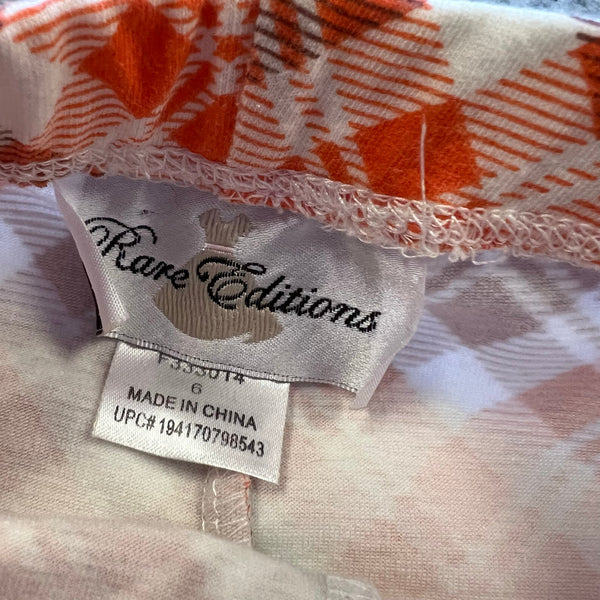 Rare Editions
6
MADE IN CHINA
UPC# 194170798543